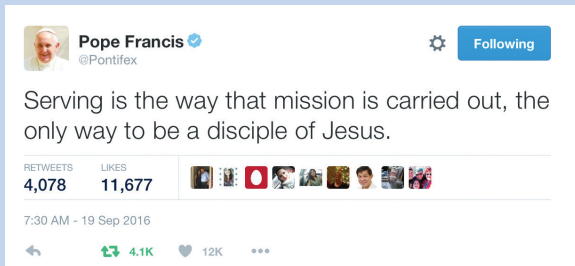 Pope Francis
@Pontifex
Following
Serving is the way that mission is carried out, the
only way to be a disciple of Jesus.
RETWEETS LIKES
4,078 11,677
7:30 AM - 19 Sep 2016
4.1K 12K